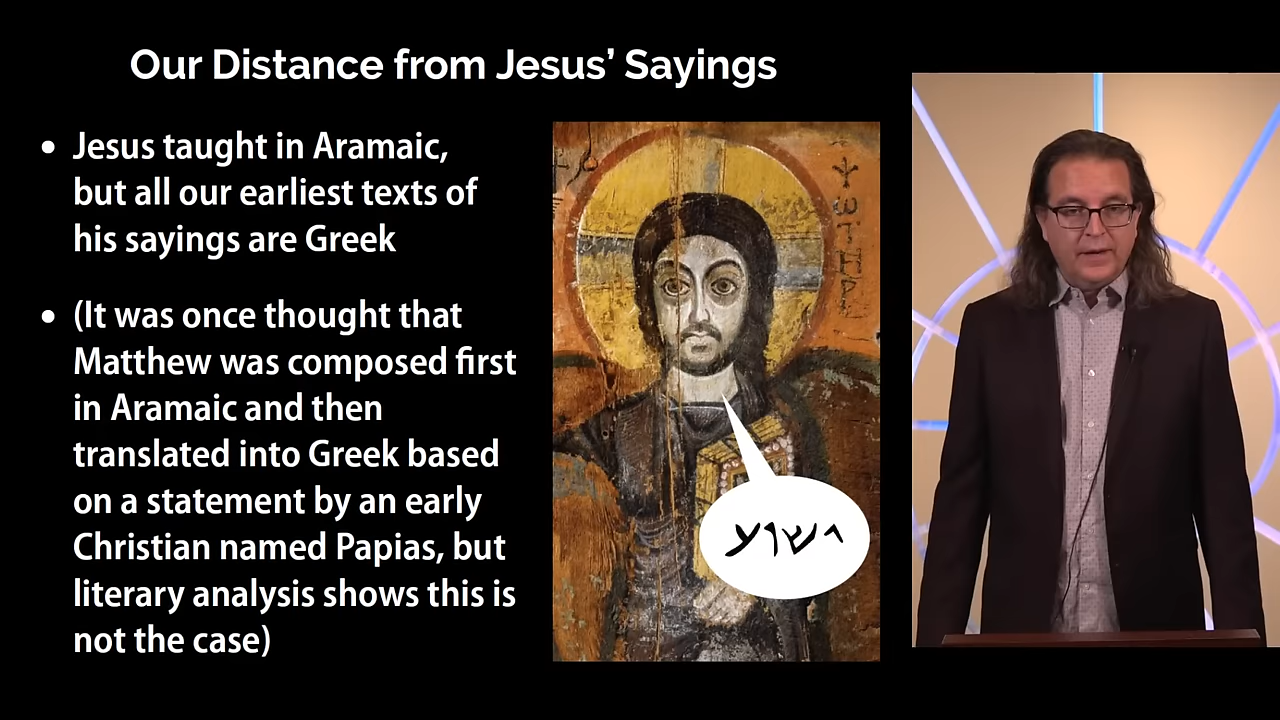 Our Distance from Jesus’ Sayings
• Jesus taught in Aramaic,
but all our earliest texts of
his sayings are Greek
• (It was once thought that
Matthew was composed first
in Aramaic and then
translated into Greek based
on a statement by an early
Christian named Papias, but
literary analysis shows this is
not the case)
ישוע